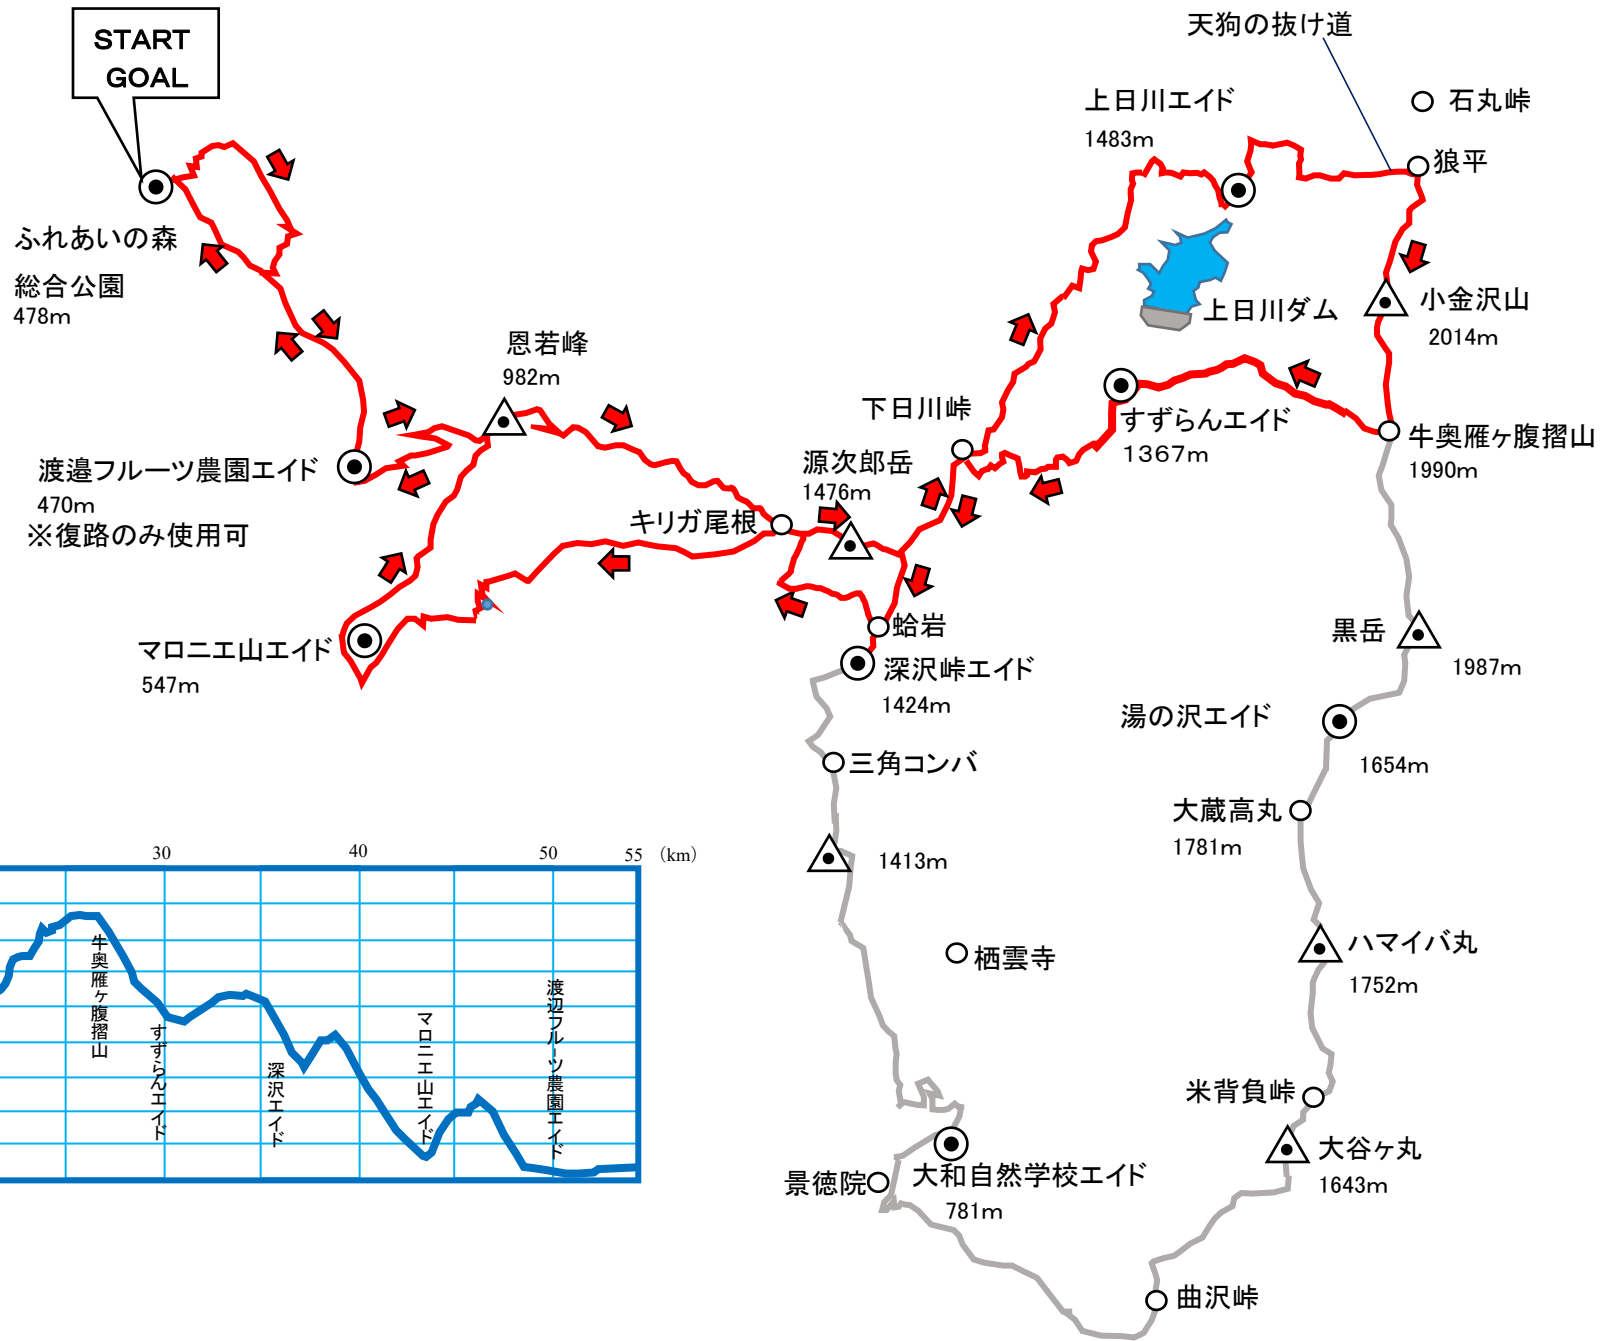 START
GOAL
天狗の抜け道
上日川エイド
1483m
石丸峠
狼平
ふれあいの森
総合公園
478m
上日川ダム
小金沢山
2014m
恩若峰
982m
下日川峠
すずらんエイド
1367m
牛奥雁ヶ腹摺山
1990m
渡邉フルーツ農園エイド
470m
※復路のみ使用可
源次郎岳
1476m
キリガ尾根
蛤岩
マロニエ山エイド
547m
深沢峠エイド
1424m
黒岳
1987m
湯の沢エイド
1654m
三角コンバ
大蔵高丸
1781m
1413m
栖雲寺
ハマイバ丸
1752m
米背負峠
大谷ヶ丸
1643m
景徳院
大和自然学校エイド
781m
曲沢峠
30 40 50 55 (km)
牛奥雁ヶ腹摺山
すずらんエイド
深沢エイド
マロニエ山エイド
渡辺フルーツ農園エイド